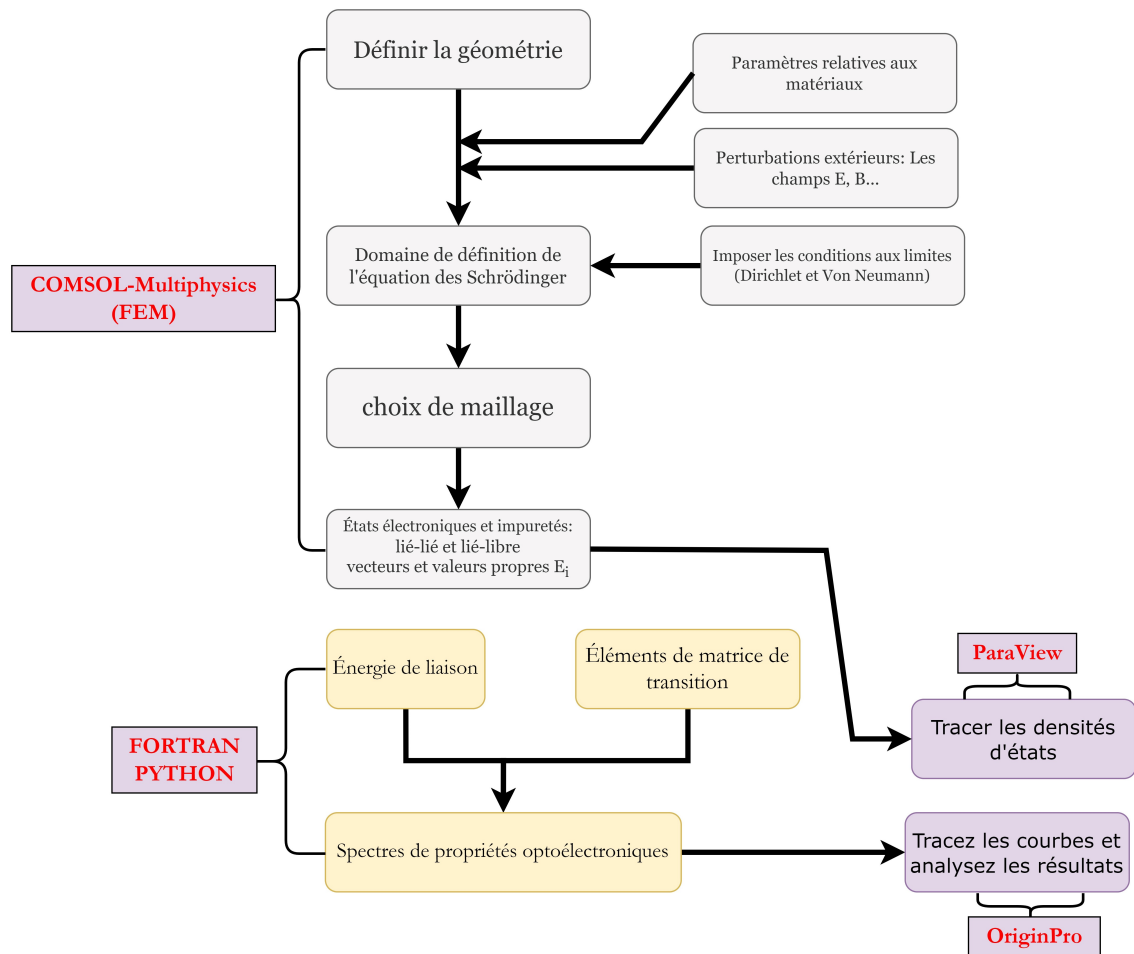 Définir la géométrie
Paramètres relatives aux
matériaux
Perturbations extérieurs: Les
champs E, B...
Domaine de définition de
l'équation des Schrödinger
Imposer les conditions aux limites
(Dirichlet et Von Neumann)
COMSOL-Multiphysics
(FEM)
choix de maillage
États électroniques et impuretés:
lié-lié et lié-libre
vecteurs et valeurs propres Ei
Énergie de liaison
Éléments de matrice de
transition
ParaView
Tracer les densités
d'états
FORTRAN
PYTHON
Spectres de propriétés optoélectroniques
Tracez les courbes et
analysez les résultats
OriginPro